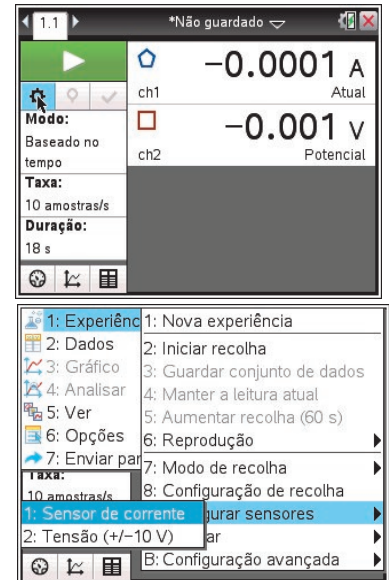 1.1 *Não guardado
-0.0001 A
ch1 Atual
-0.001 V
ch2 Potencial
Modo:
Baseado no
tempo
Taxa:
10 amostras/s
Duração:
18 s
1: Experiênc
2: Dados
3: Gráfico
4: Analisar
5: Ver
6: Opções
7: Enviar par
1: Nova experiência
2: Iniciar recolha
3: Guardar conjunto de dados
4: Manter a leitura atual
5: Aumentar recolha (60 s)
6: Reprodução
7: Modo de recolha
8: Configuração de recolha
urar sensores
ar
B: Configuração avançada
Taxa:
10 amostras/s
1: Sensor de corrente
2: Tensão (+/-10 V)